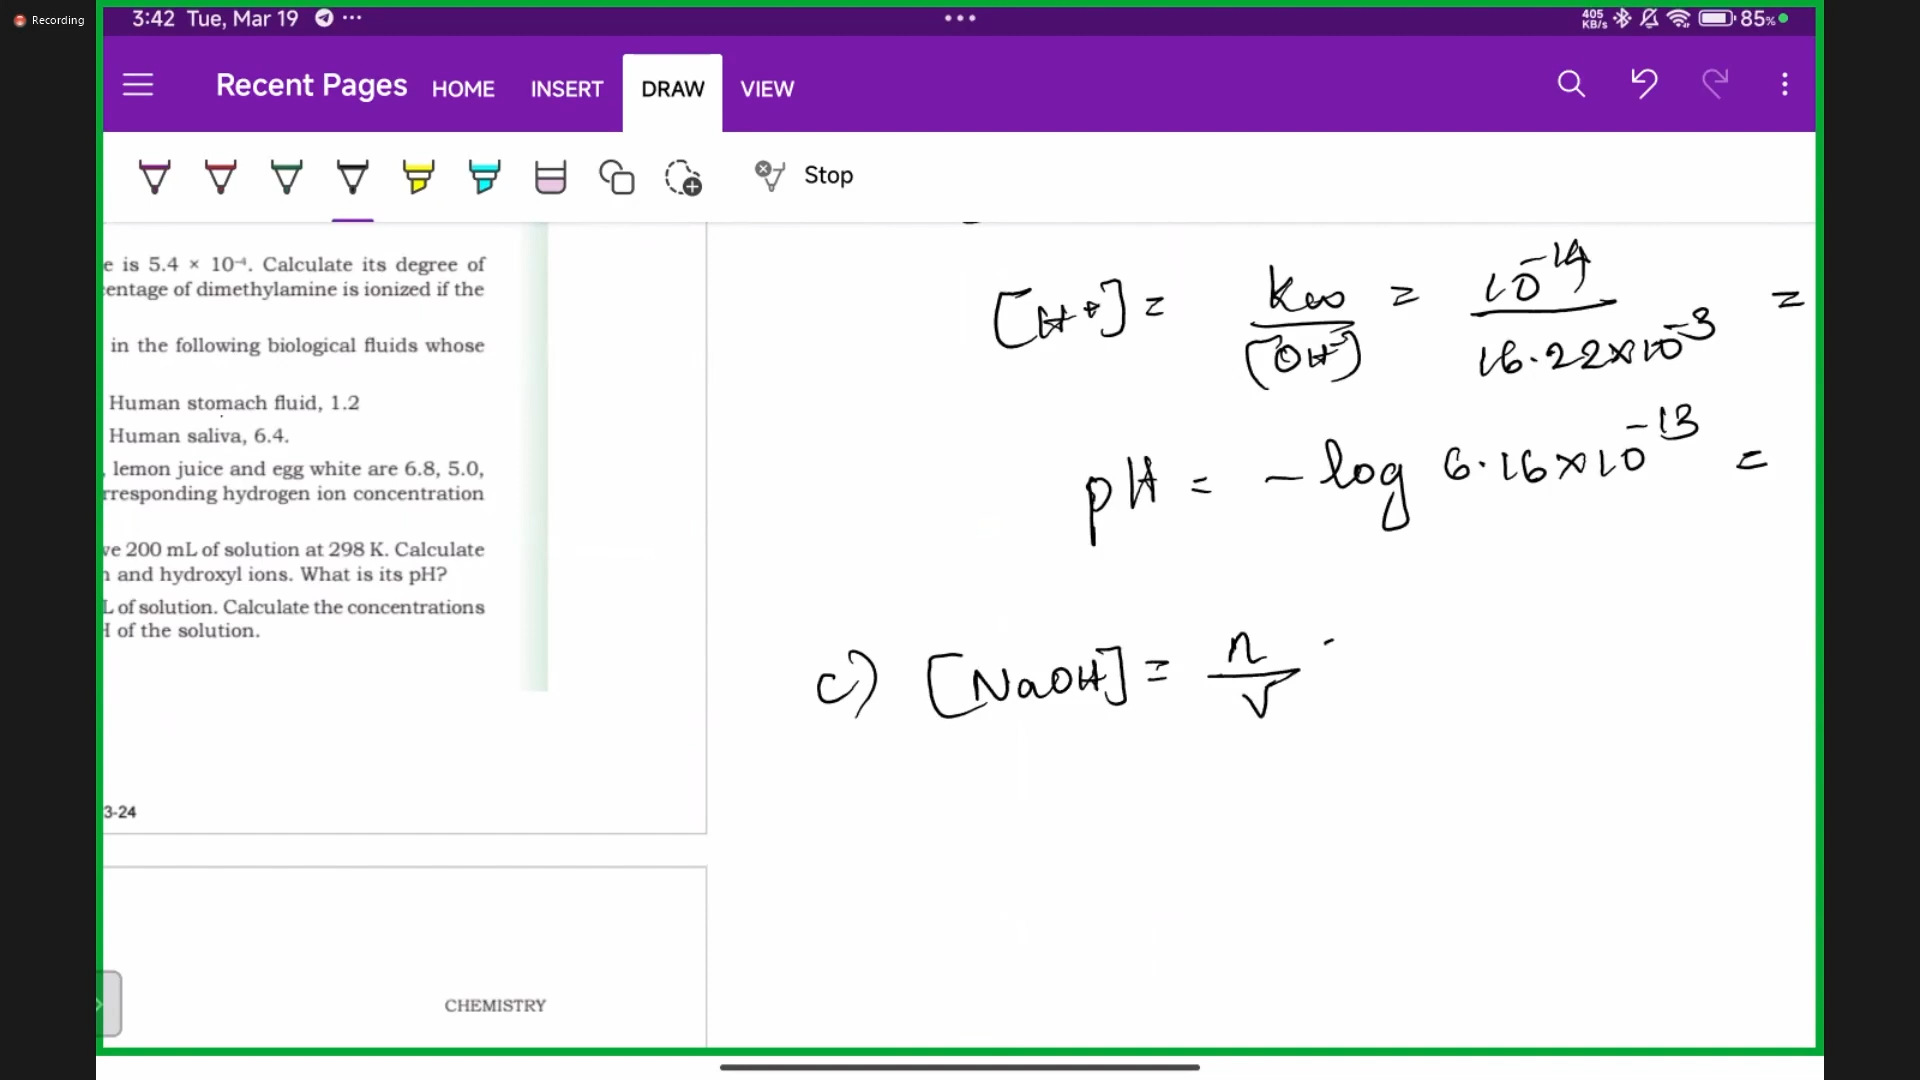 Recording
3:42 Tue, Mar 19
405 KB/s 85%
Recent Pages HOME INSERT DRAW VIEW
Stop
e is 5.4 × 10⁻⁴. Calculate its degree of
entage of dimethylamine is ionized if the
in the following biological fluids whose
Human stomach fluid, 1.2
Human saliva, 6.4.
, lemon juice and egg white are 6.8, 5.0,
rresponding hydrogen ion concentration
ve 200 mL of solution at 298 K. Calculate
n and hydroxyl ions. What is its pH?
L of solution. Calculate the concentrations
H of the solution.
3-24
CHEMISTRY
[H⁺] = Kw/[OH⁻] = 10⁻¹⁴/16.22×10⁻³ =
pH = -log 6.16×10⁻¹³ =
c) [NaOH] = n/v